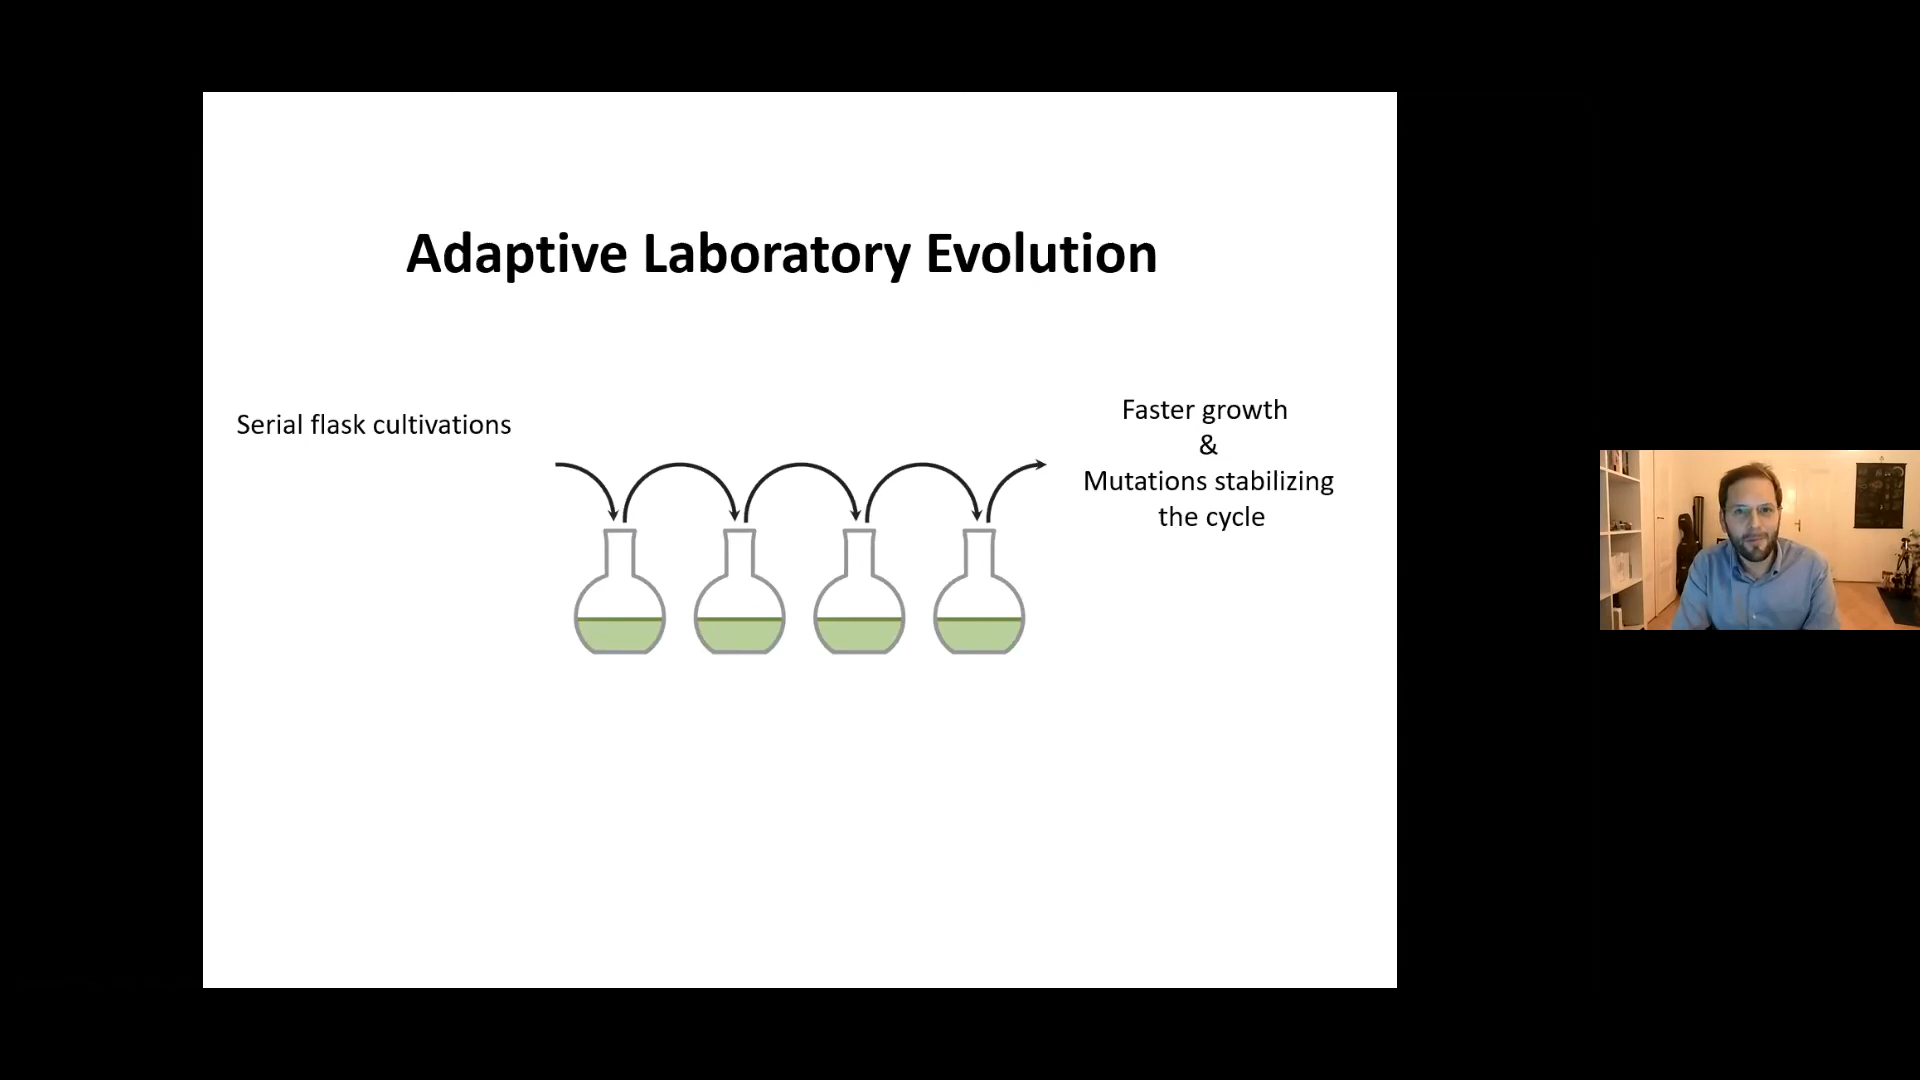 Adaptive Laboratory Evolution
Serial flask cultivations
Faster growth
&
Mutations stabilizing
the cycle